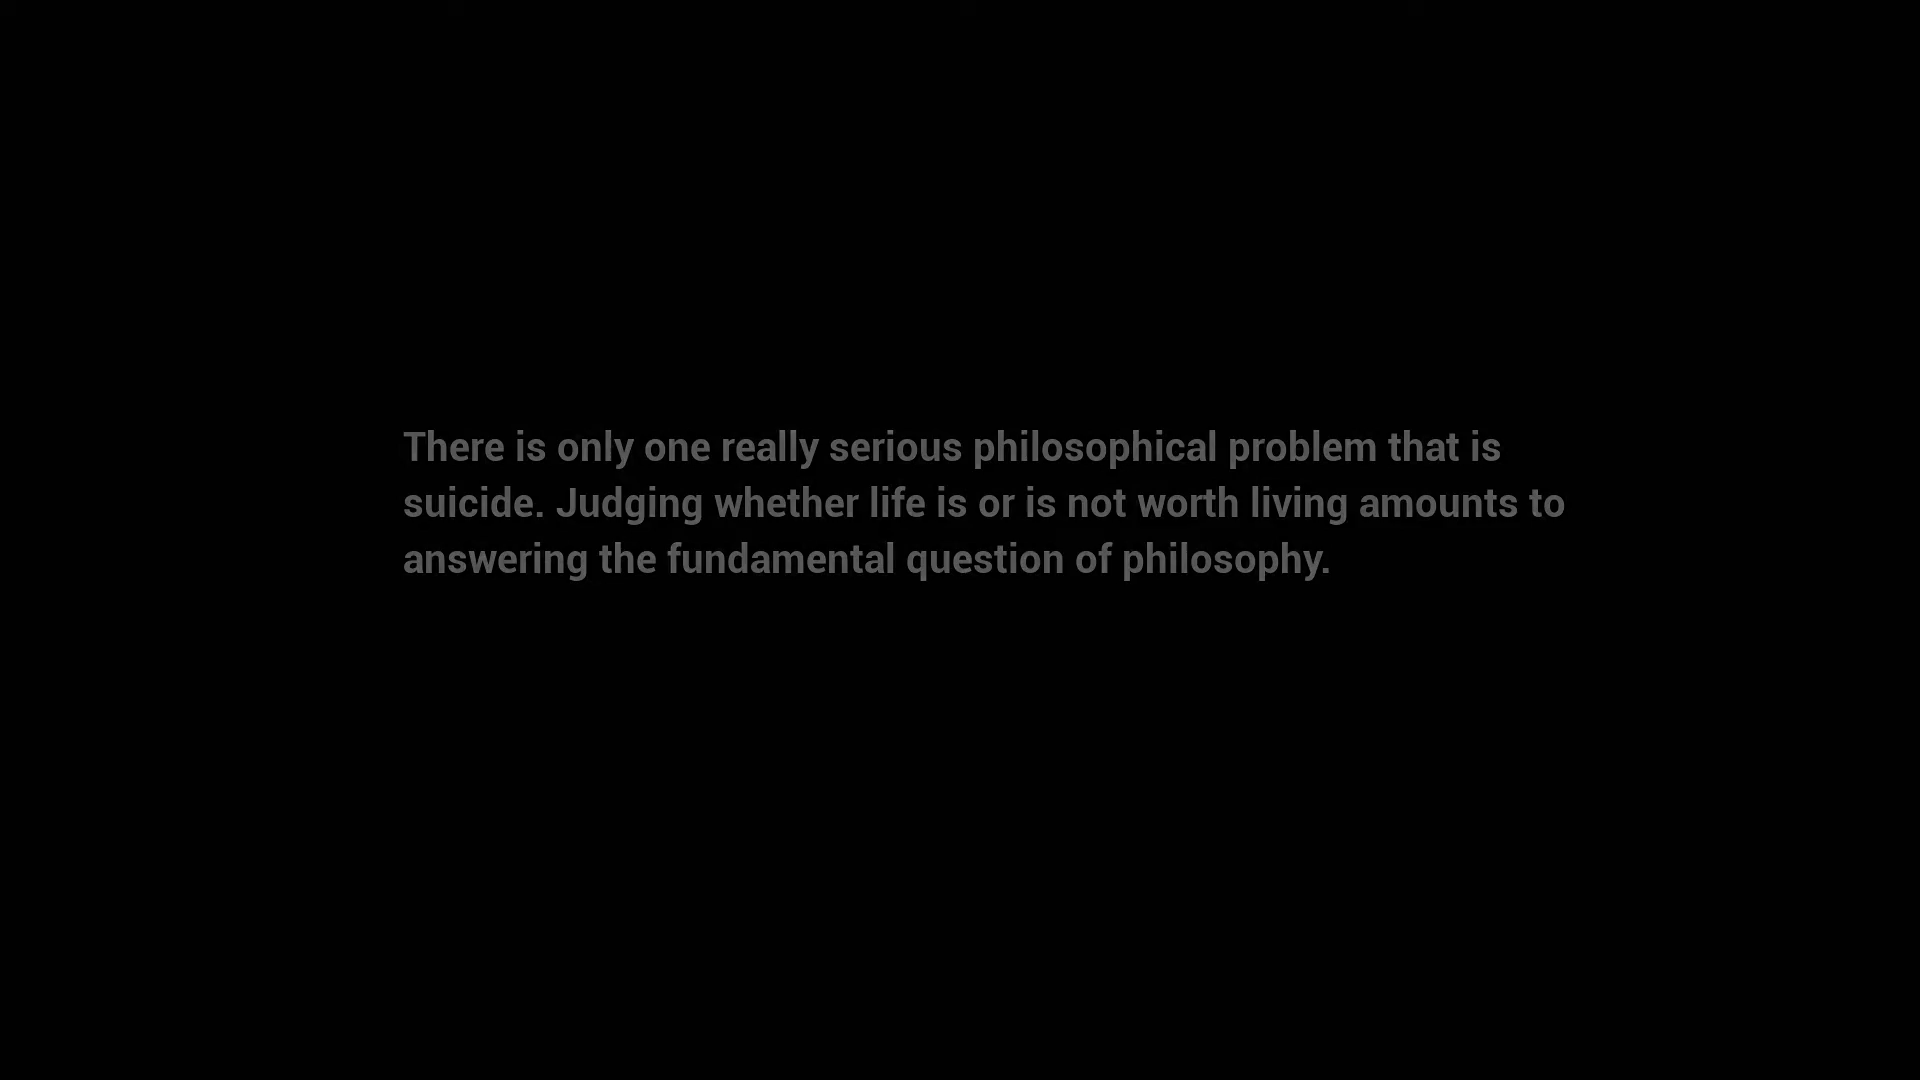 There is only one really serious philosophical problem that is
suicide. Judging whether life is or is not worth living amounts to
answering the fundamental question of philosophy.